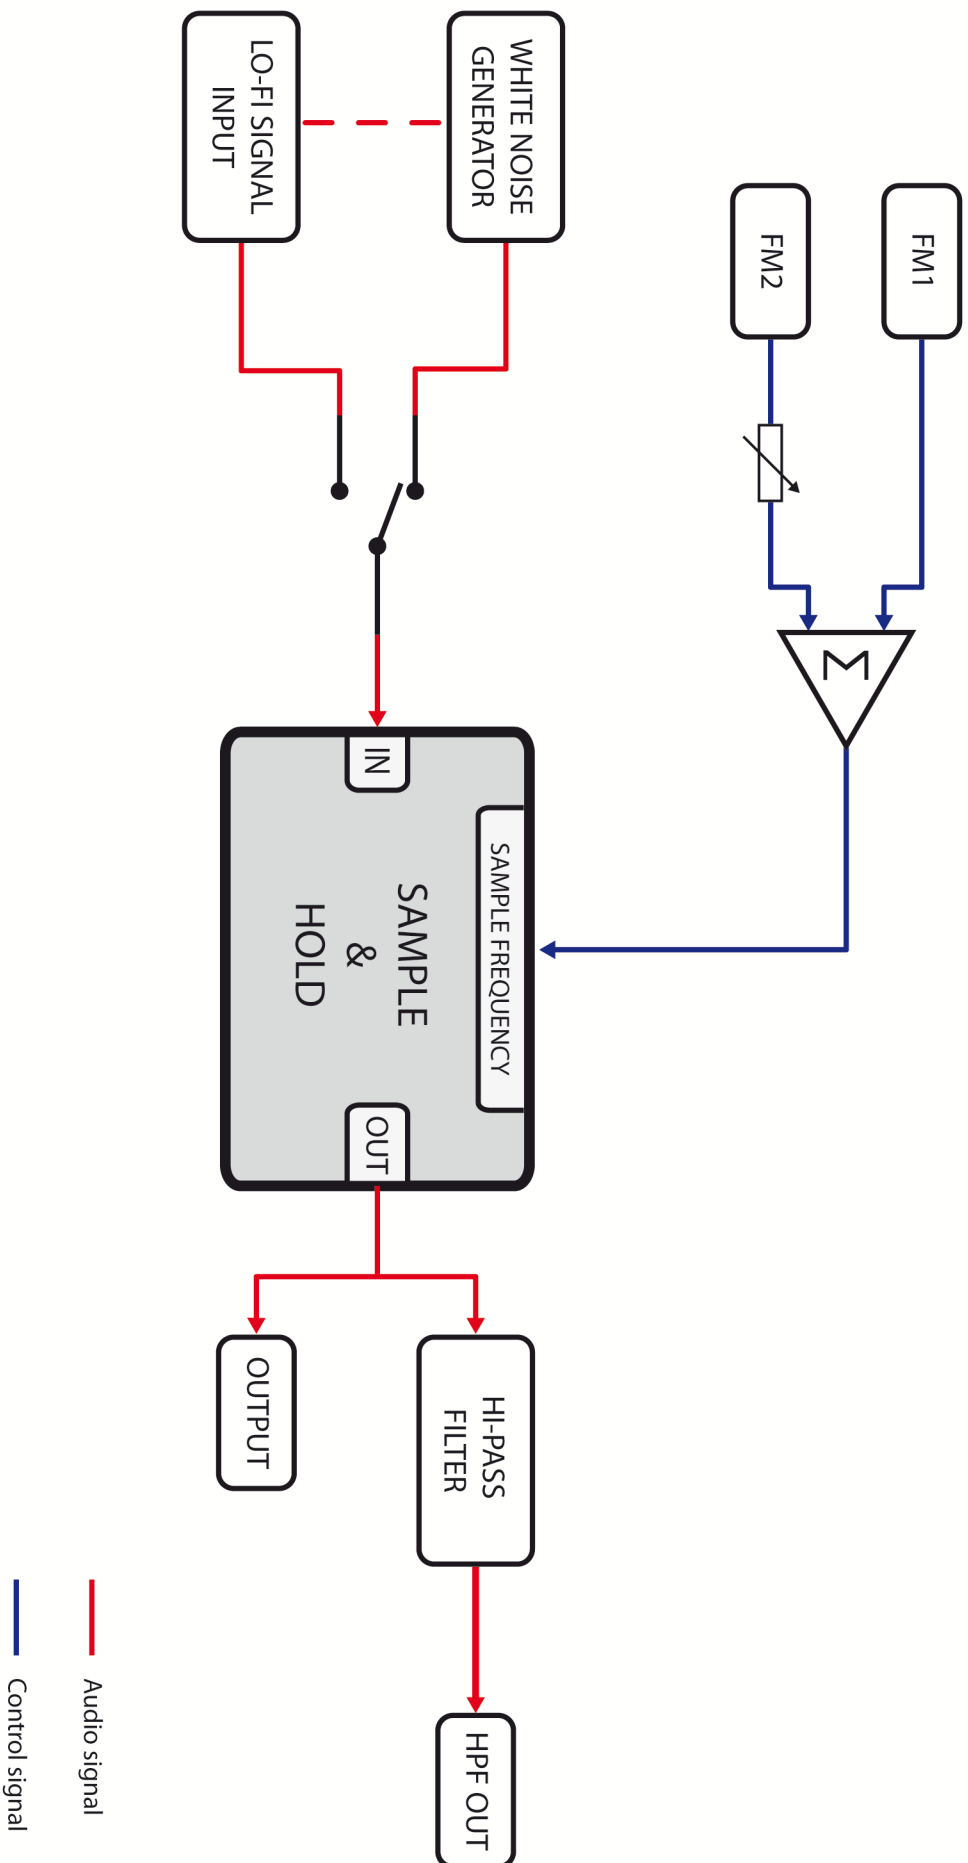 FM1
FM2
WHITE NOISE
GENERATOR
LO-FI SIGNAL
INPUT
Σ
SAMPLE FREQUENCY
IN
SAMPLE
&
HOLD
OUT
HI-PASS
FILTER
OUTPUT
HPF OUT
Audio signal
Control signal